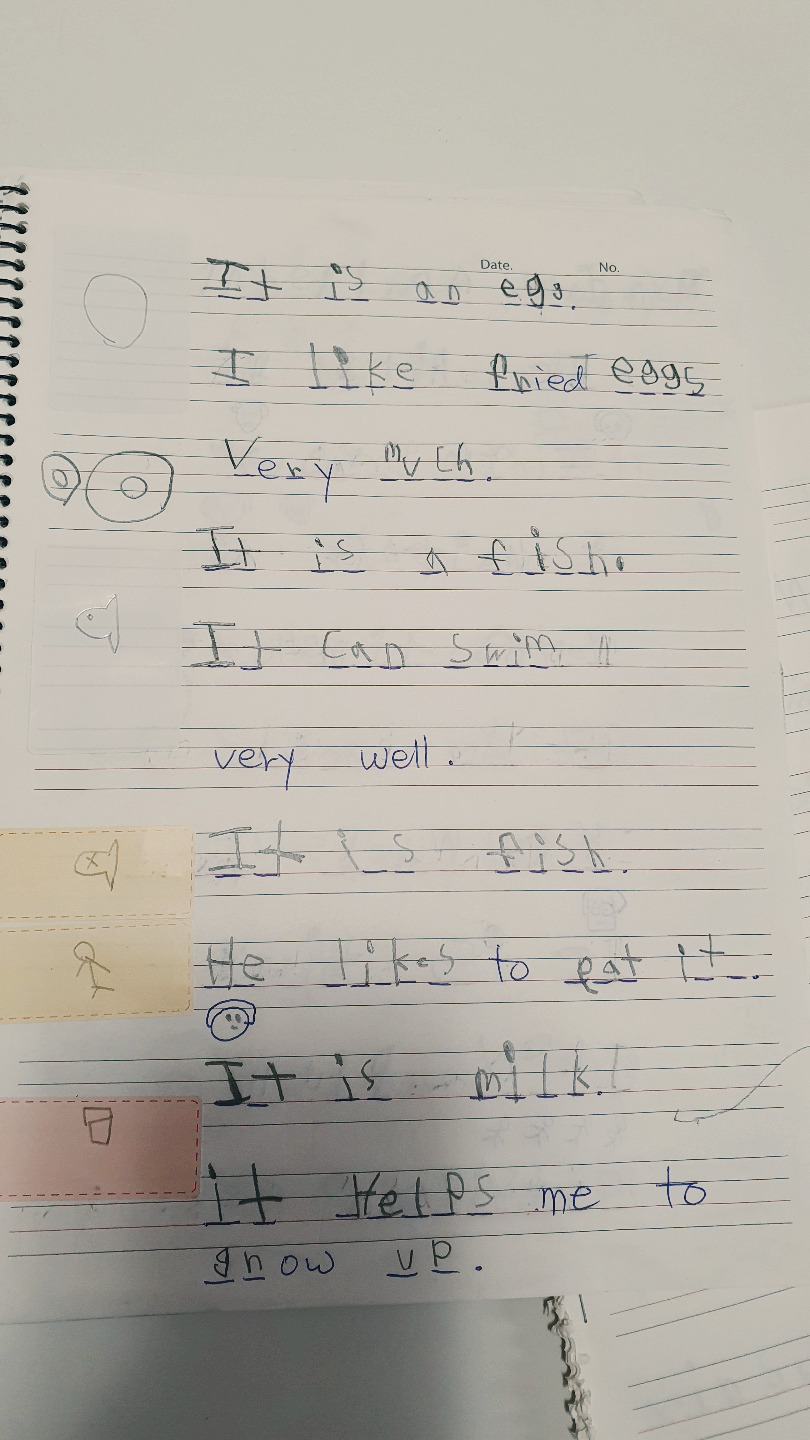 Date. No.
It is an egg.
I like fried eggs
Very much.
It is a fish.
It can swim
very well.
It is fish.
He likes to eat it.
It is milk.
it Helps me to
grow up.